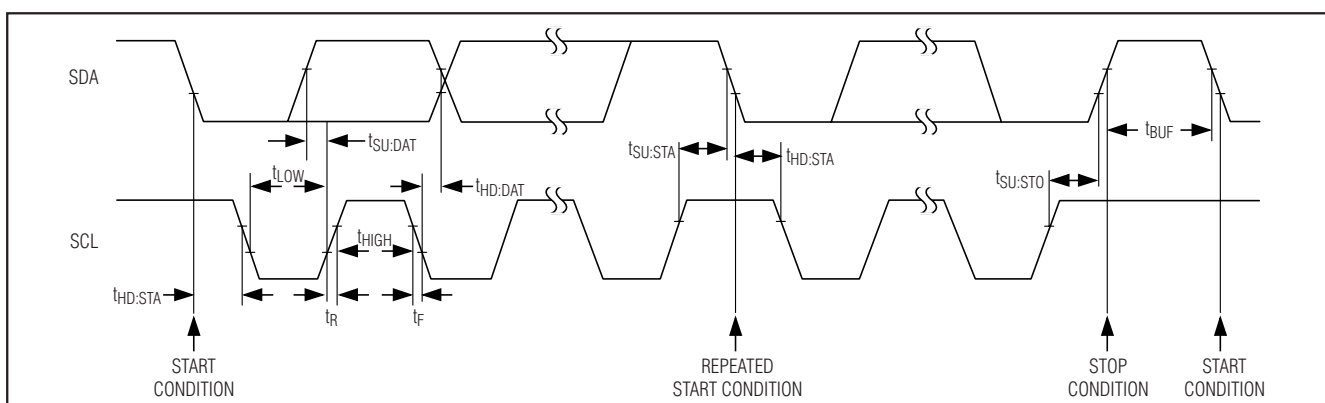 SDA
tSU:DAT
tSU:STA
tHD:STA
tBUF
tLOW
tHD:DAT
tSU:STO
SCL
tHIGH
tHD:STA
tR
tF
START
CONDITION
REPEATED
START CONDITION
STOP
CONDITION
START
CONDITION